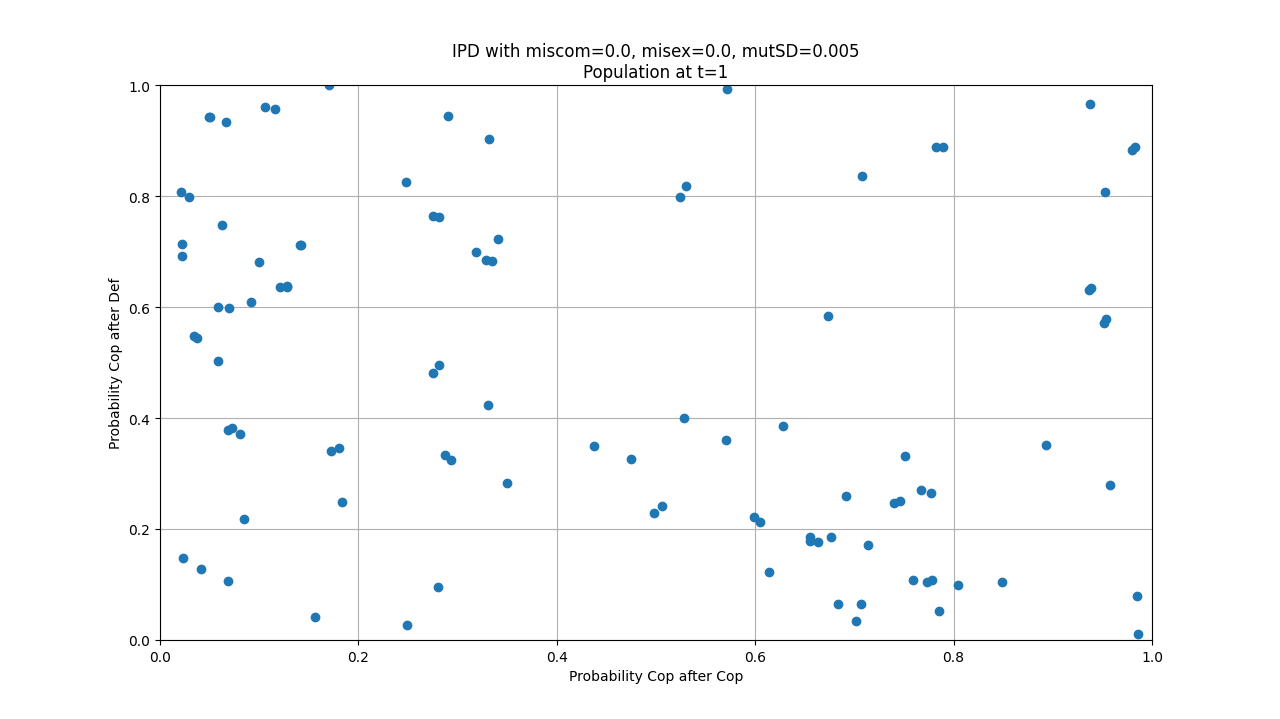 IPD with miscom=0.0, misex=0.0, mutSD=0.005
Population at t=1
1.0
0.8
0.6
0.4
0.2
0.0
Probability Cop after Def
0.0 0.2 0.4 0.6 0.8 1.0
Probability Cop after Cop